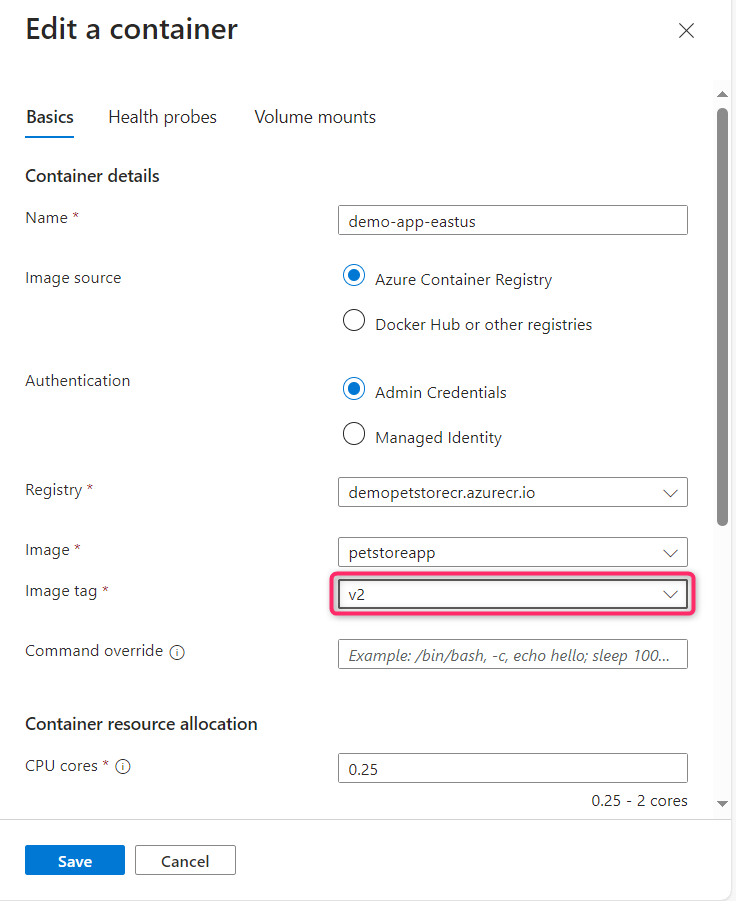 Edit a container
Basics Health probes Volume mounts
Container details
Name * demo-app-eastus
Image source Azure Container Registry
Docker Hub or other registries
Authentication Admin Credentials
Managed Identity
Registry * demopetstorecr.azurecr.io
Image * petstoreapp
Image tag * v2
Command override Example: /bin/bash, -c, echo hello; sleep 100...
Container resource allocation
CPU cores * 0.25
0.25 - 2 cores
Save Cancel